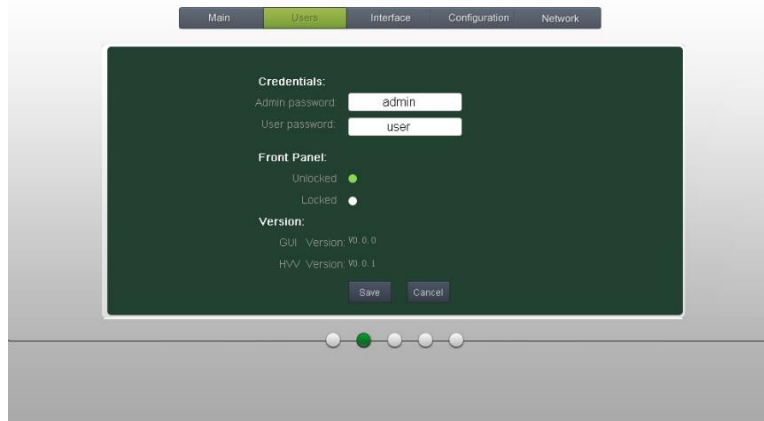 Main Users Interface Configuration Network
Credentials:
Admin password: admin
User password: user
Front Panel:
Unlocked
Locked
Version:
GUI Version: V0.0.0
HVV Version: V0.0.1
Save Cancel